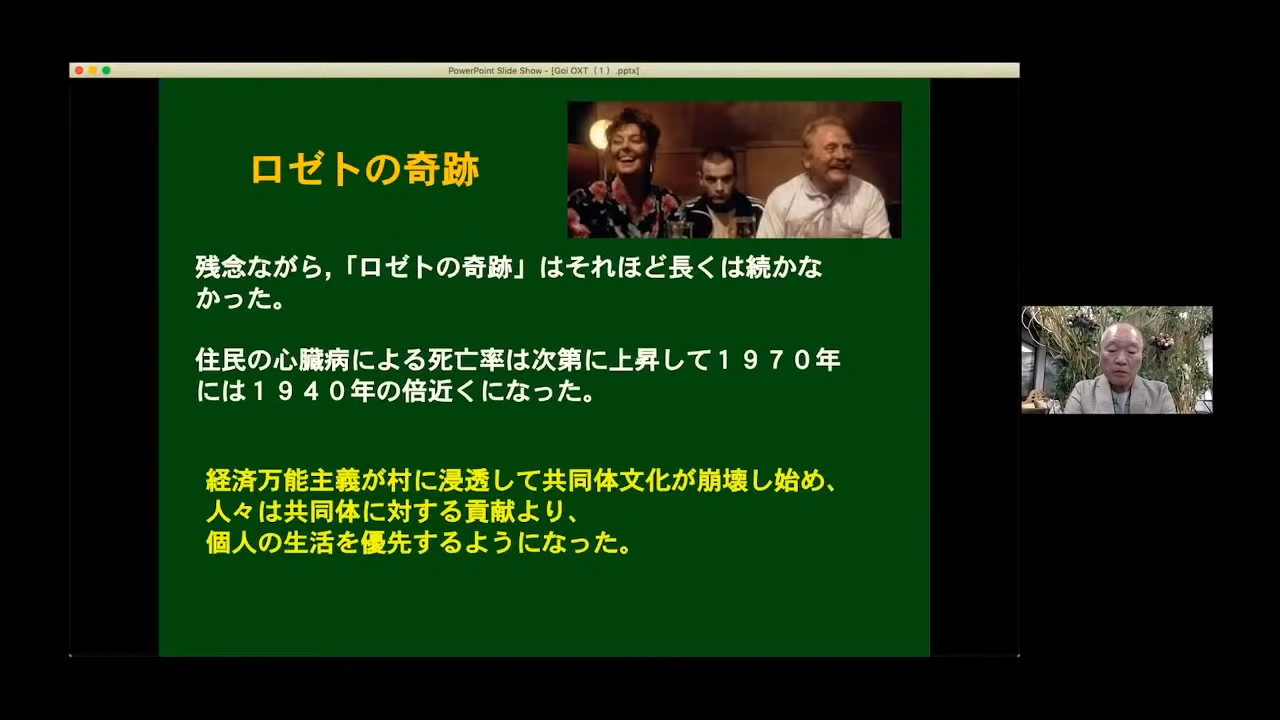 PowerPoint Slide Show - [Goi OXT（１）.pptx]
ロゼトの奇跡
残念ながら,「ロゼトの奇跡」はそれほど長くは続かな
かった。
住民の心臓病による死亡率は次第に上昇して１９７０年
には１９４０年の倍近くになった。
経済万能主義が村に浸透して共同体文化が崩壊し始め、
人々は共同体に対する貢献より、
個人の生活を優先するようになった。